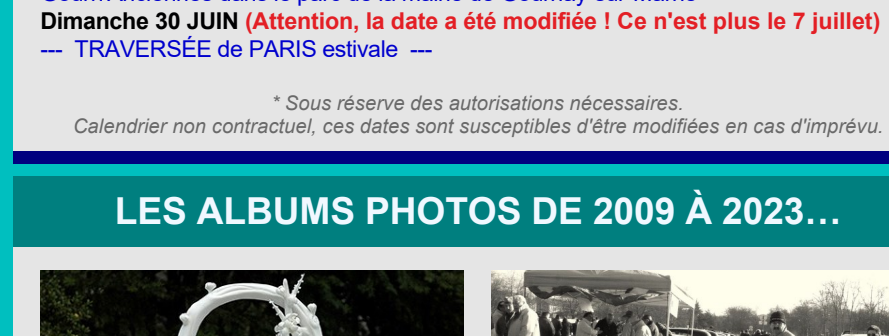 Dimanche 30 JUIN (Attention, la date a été modifiée ! Ce n'est plus le 7 juillet)
--- TRAVERSÉE de PARIS estivale ---
* Sous réserve des autorisations nécessaires.
Calendrier non contractuel, ces dates sont susceptibles d'être modifiées en cas d'imprévu.
LES ALBUMS PHOTOS DE 2009 À 2023…